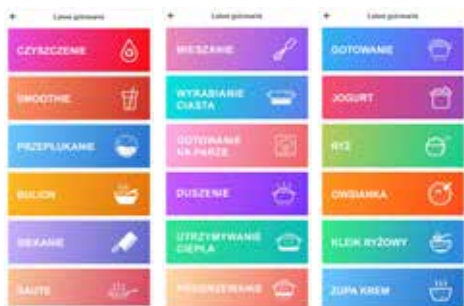 Łatwe gotowanie
CZYSZCZENIE
SMOOTHIE
PRZEPŁUKANIE
BULION
SIEKANIE
SAUTE
Łatwe gotowanie
MIESZANIE
WYRABIANIE
CIASTA
GOTOWANIE
NA PARZE
DUSZENIE
UTRZYMYWANIE
CIEPŁA
PODGRZEWANIE
Łatwe gotowanie
GOTOWANIE
JOGURT
RYŻ
OWSIANKA
KLEIK RYŻOWY
ZUPA KREM